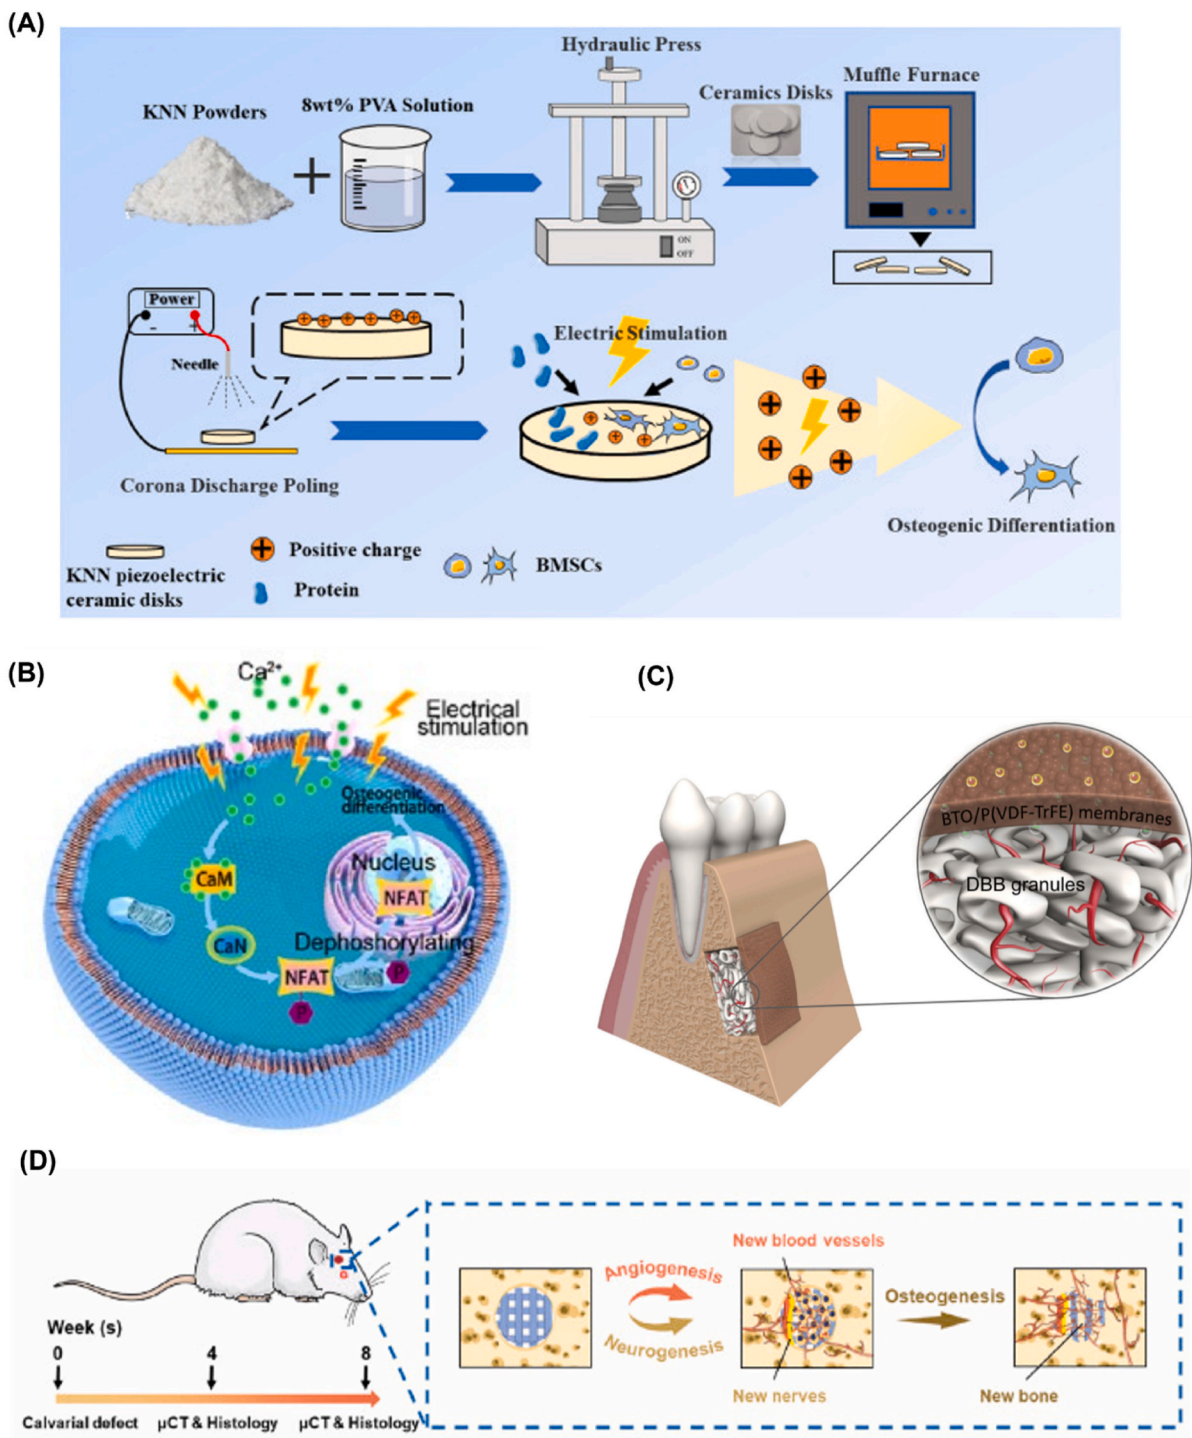 (A)
Hydraulic Press
KNN Powders
8wt% PVA Solution
Ceramics Disks
Muffle Furnace
ON
OFF
Power
-
+
Needle
Corona Discharge Poling
Electric Stimulation
Osteogenic Differentiation
KNN piezoelectric
ceramic disks
Positive charge
Protein
BMSCs
(B)
Ca²⁺
Electrical
stimulation
Osteogenic
differentiation
Nucleus
CaM
NFAT
CaN
Dephoshorylating
NFAT
P
P
(C)
BTO/P(VDF-TrFE) membranes
DBB granules
(D)
Week (s)
0
4
8
Calvarial defect
μCT & Histology
μCT & Histology
Angiogenesis
Neurogenesis
New blood vessels
New nerves
Osteogenesis
New bone